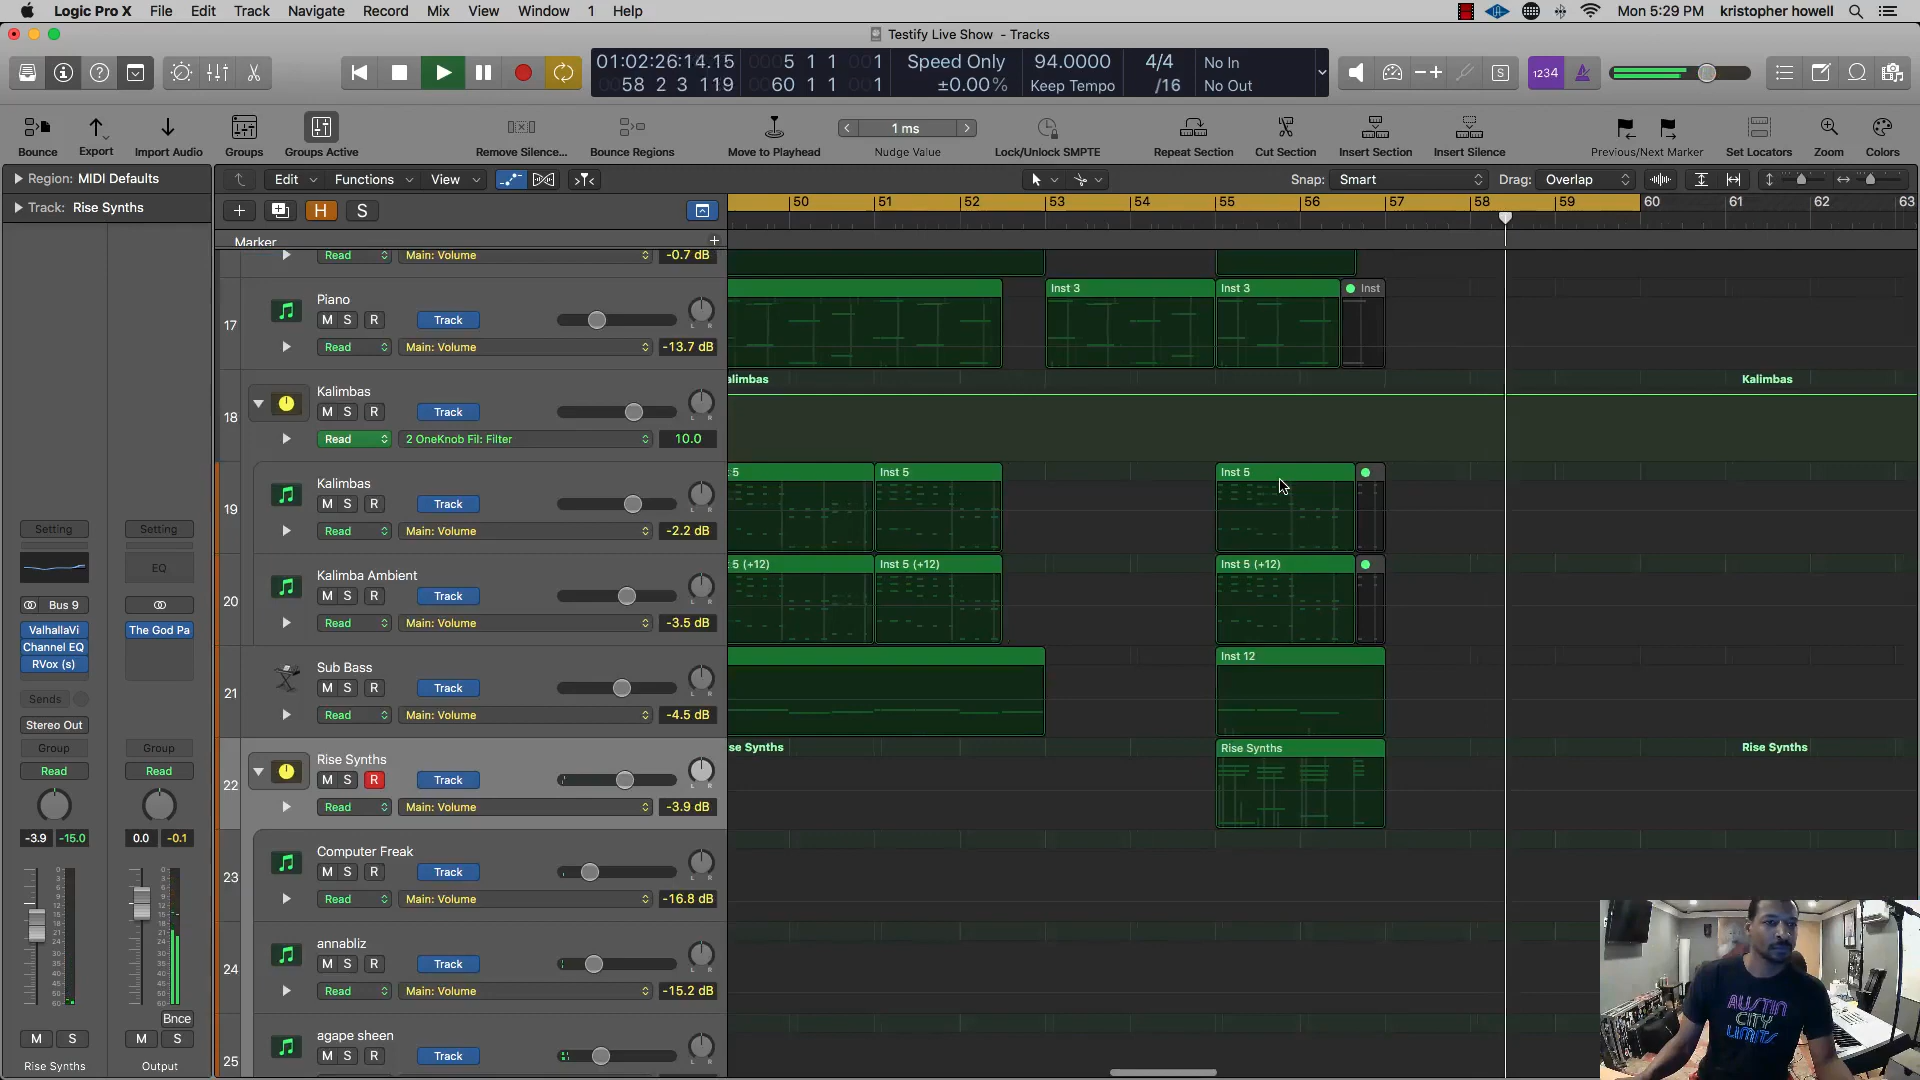 Logic Pro X File Edit Track Navigate Record Mix View Window 1 Help
Mon 5:29 PM kristopher howell
Testify Live Show - Tracks
01:02:26:14.15
58 2 3 119
0005 1 1 001
0060 1 1 001
Speed Only
±0.00%
94.0000
Keep Tempo
4/4
/16
No In
No Out
1234
Bounce
Export
Import Audio
Groups
Groups Active
Remove Silence...
Bounce Regions
Move to Playhead
1 ms
Nudge Value
Lock/Unlock SMPTE
Repeat Section
Cut Section
Insert Section
Insert Silence
Previous/Next Marker
Set Locators
Zoom
Colors
Region: MIDI Defaults
Edit Functions View
Snap: Smart
Drag: Overlap
Track: Rise Synths
H S
50 51 52 53 54 55 56 57 58 59 60 61 62 63
Marker
Read Main: Volume -0.7 dB
17
Piano
M S R Track
Read Main: Volume -13.7 dB
Inst 3 Inst 3 Inst
18
Kalimbas
M S R Track
Read 2 OneKnob Fil: Filter 10.0
alimbas Kalimbas
19
Kalimbas
M S R Track
Read Main: Volume -2.2 dB
5 Inst 5 Inst 5
20
Kalimba Ambient
M S R Track
Read Main: Volume -3.5 dB
5 (+12) Inst 5 (+12) Inst 5 (+12)
21
Sub Bass
M S R Track
Read Main: Volume -4.5 dB
Inst 12
22
Rise Synths
M S R Track
Read Main: Volume -3.9 dB
se Synths Rise Synths Rise Synths
23
Computer Freak
M S R Track
Read Main: Volume -16.8 dB
24
annabliz
M S R Track
Read Main: Volume -15.2 dB
25
agape sheen
M S R Track
Setting Setting
EQ
Bus 9
ValhallaVi The God Pa
Channel EQ
RVox (s)
Sends
Stereo Out
Group Group
Read Read
-3.9 -15.0 0.0 -0.1
Bnce
M S M S
Rise Synths Output
AUSTIN
CITY
LIMITS